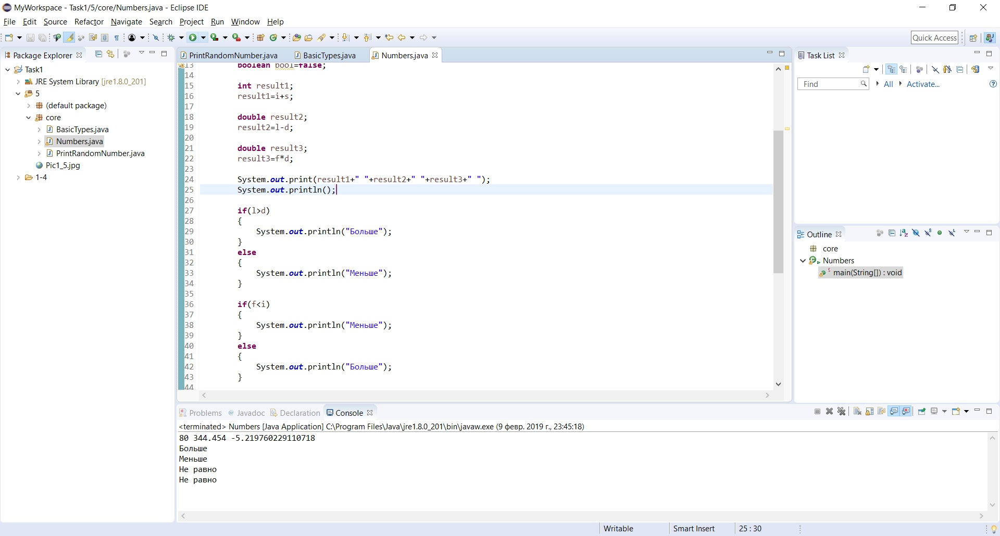 MyWorkspace - Task1/5/core/Numbers.java - Eclipse IDE
File Edit Source Refactor Navigate Search Project Run Window Help
Quick Access
Package Explorer
Task1
JRE System Library [jre1.8.0_201]
5
(default package)
core
BasicTypes.java
Numbers.java
PrintRandomNumber.java
Pic1_5.jpg
1-4
PrintRandomNumber.java BasicTypes.java Numbers.java
13 boolean bool=false;
14
15 int result1;
16 result1=i+s;
17
18 double result2;
19 result2=l-d;
20
21 double result3;
22 result3=f*d;
23
24 System.out.print(result1+" "+result2+" "+result3+" ");
25 System.out.println();
26
27 if(l>d)
28 {
29 System.out.println("Больше");
30 }
31 else
32 {
33 System.out.println("Меньше");
34 }
35
36 if(f<i)
37 {
38 System.out.println("Меньше");
39 }
40 else
41 {
42 System.out.println("Больше");
43 }
44
Task List
Find All Activate...
Outline
core
Numbers
main(String[]) : void
Problems @ Javadoc Declaration Console
<terminated> Numbers [Java Application] C:\Program Files\Java\jre1.8.0_201\bin\javaw.exe (9 февр. 2019 г., 23:45:18)
80 344.454 -5.219760229110718
Больше
Меньше
Не равно
Не равно
Writable Smart Insert 25 : 30